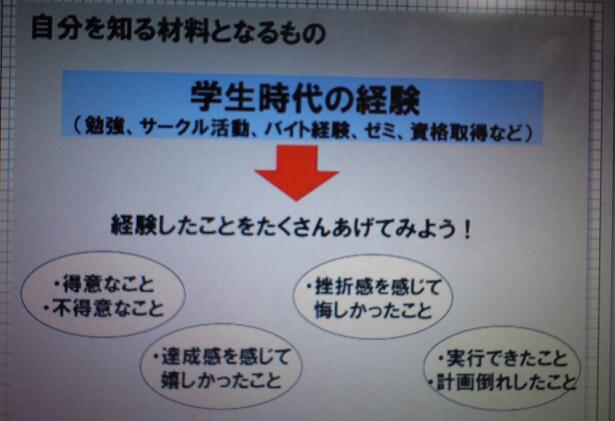 自分を知る材料となるもの
学生時代の経験
（勉強、サークル活動、バイト経験、ゼミ、資格取得など）
経験したことをたくさんあげてみよう！
・得意なこと
・不得意なこと
・挫折感を感じて
悔しかったこと
・達成感を感じて
嬉しかったこと
・実行できたこと
・計画倒れしたこと